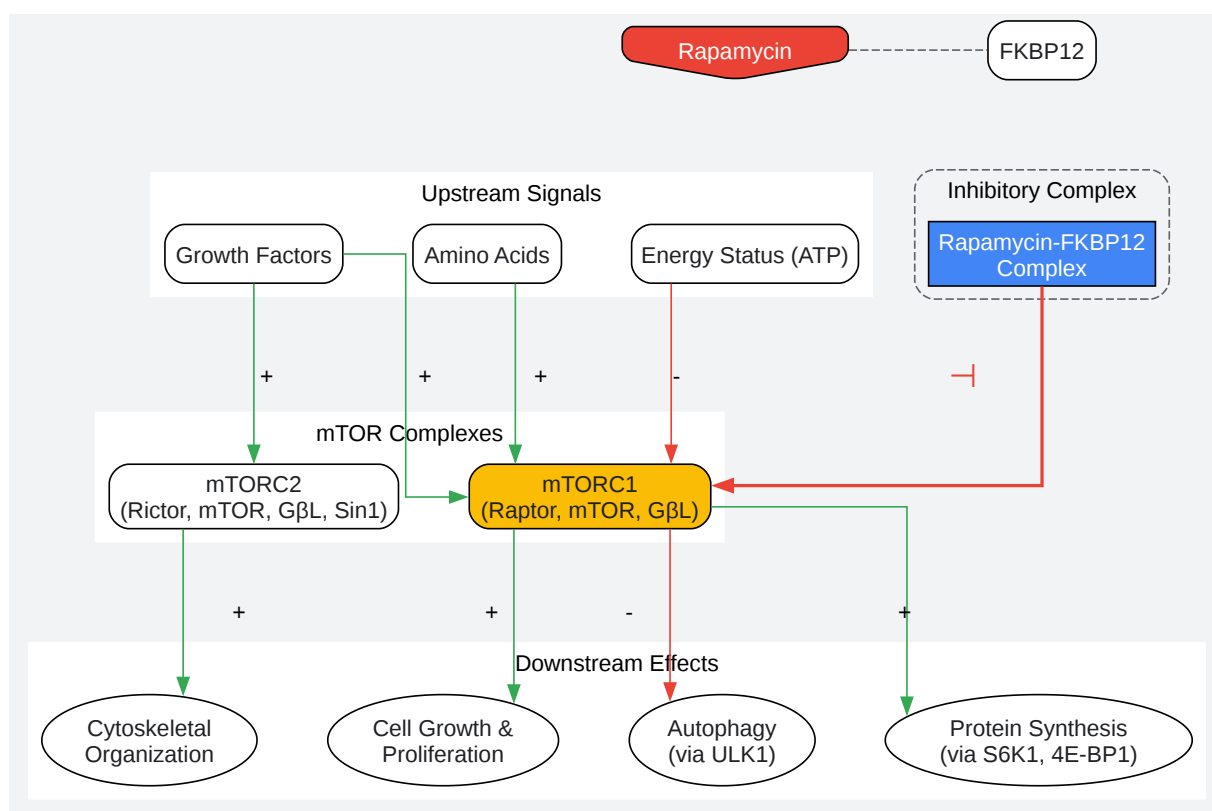 Rapamycin
FKBP12
Upstream Signals
Growth Factors
Amino Acids
Energy Status (ATP)
Inhibitory Complex
Rapamycin-FKBP12
Complex
+
+
+
-
⊣
mTOR Complexes
mTORC2
(Rictor, mTOR, GβL, Sin1)
mTORC1
(Raptor, mTOR, GβL)
+
+
-
+
Downstream Effects
Cytoskeletal
Organization
Cell Growth &
Proliferation
Autophagy
(via ULK1)
Protein Synthesis
(via S6K1, 4E-BP1)